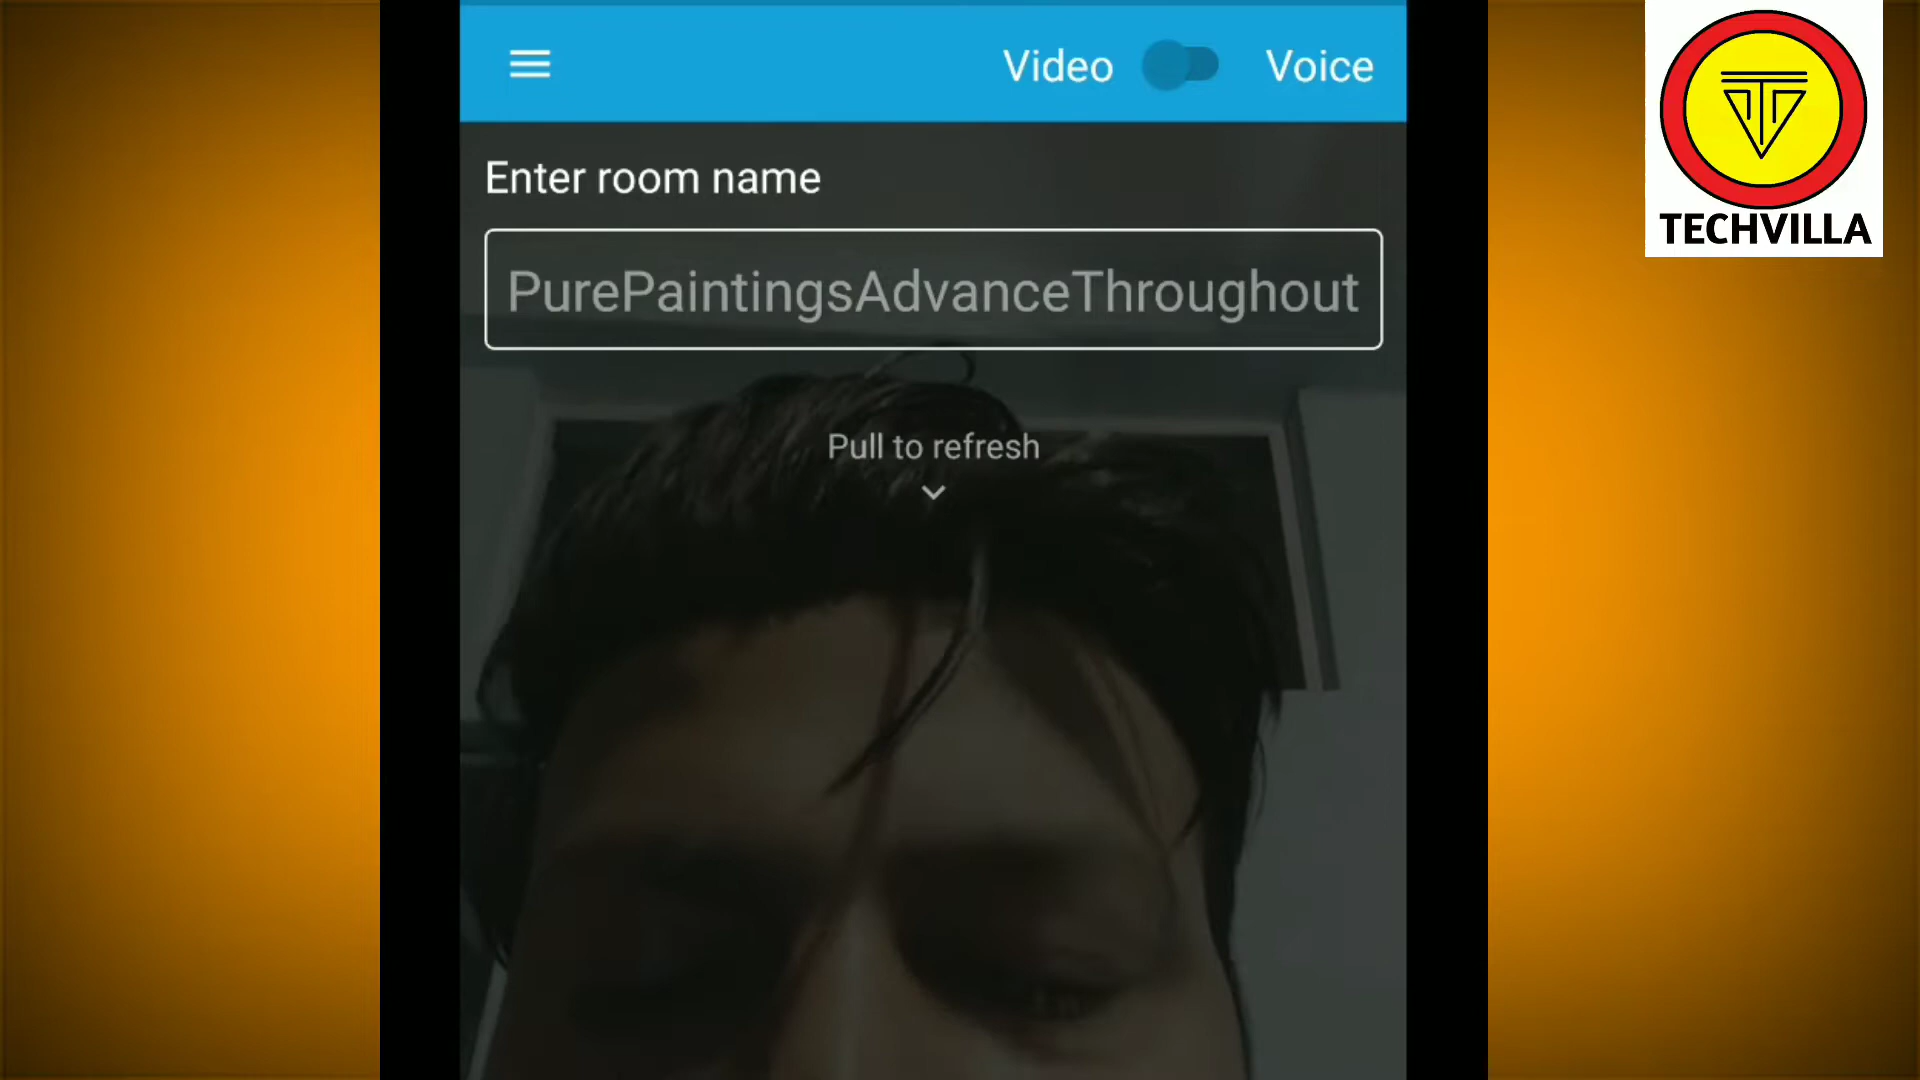 Video Voice
TECHVILLA
Enter room name
PurePaintingsAdvanceThroughout
Pull to refresh